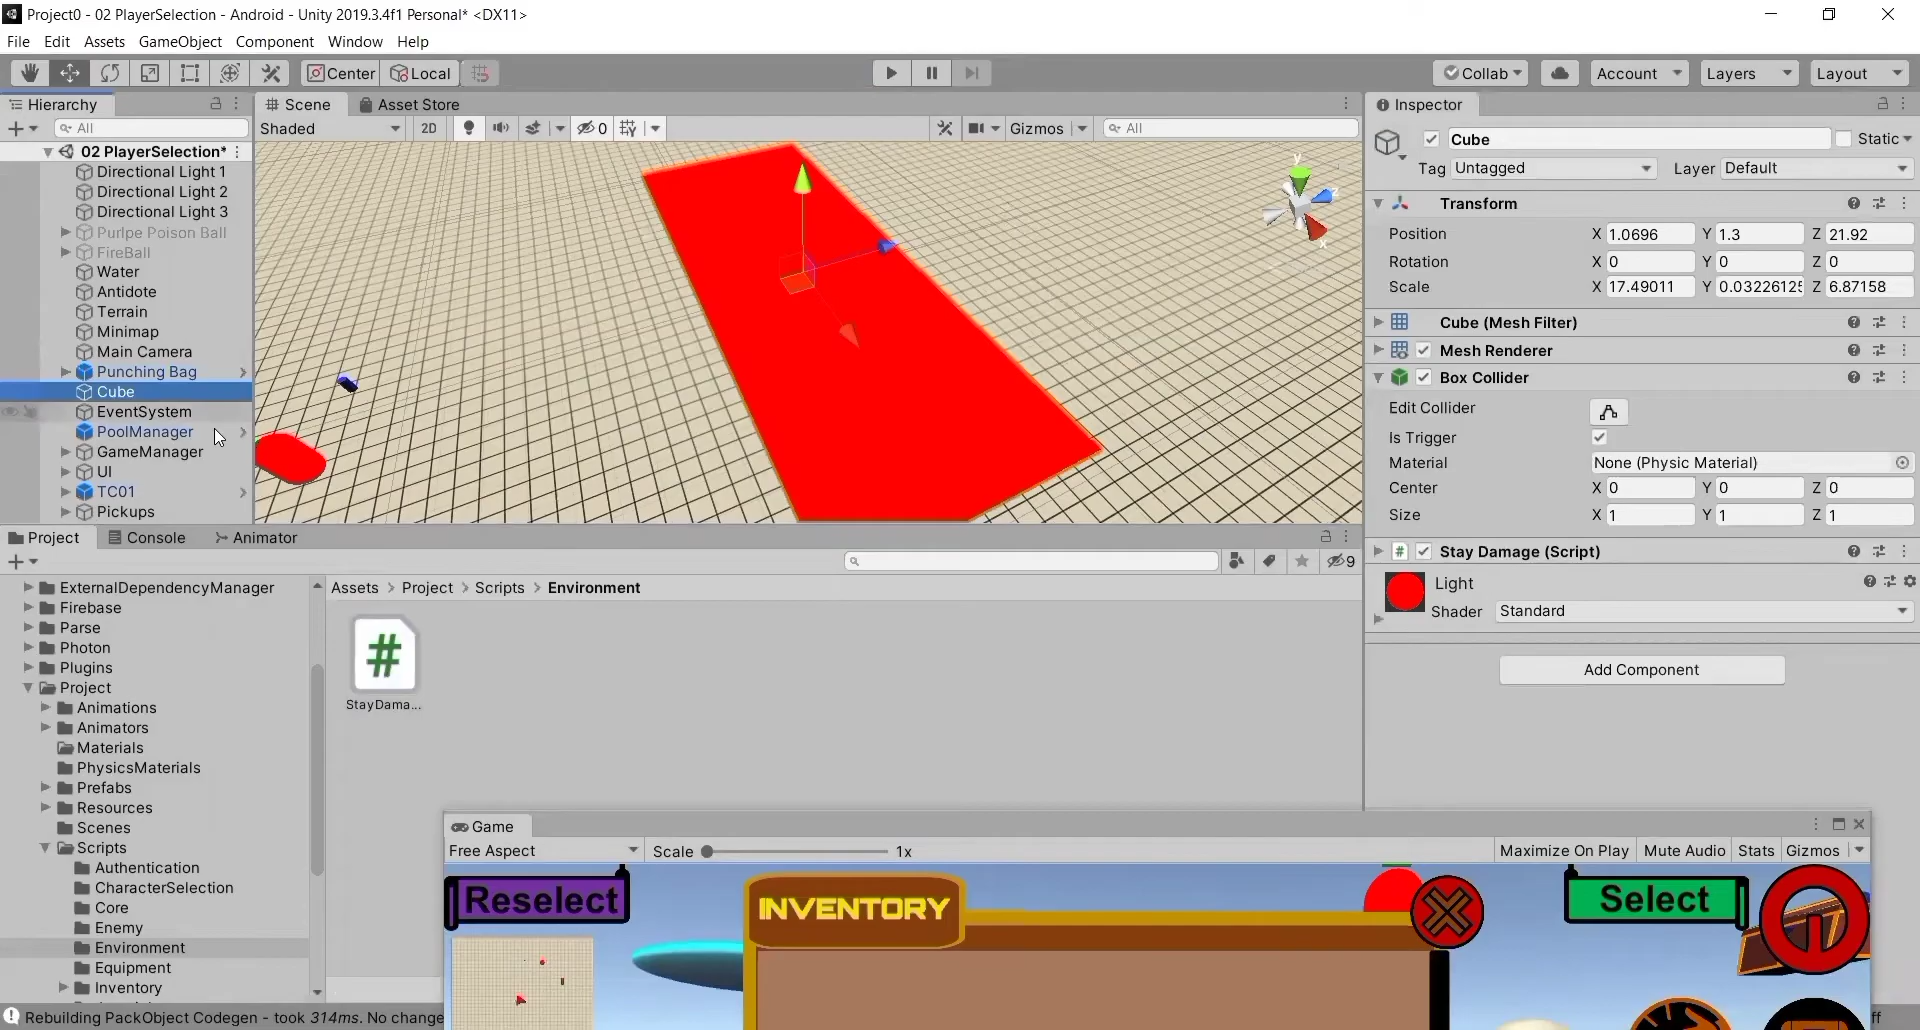 Project0 - 02 PlayerSelection - Android - Unity 2019.3.4f1 Personal* <DX11>
File Edit Assets GameObject Component Window Help
Center Local Collab Account Layers Layout
Hierarchy
All
02 PlayerSelection*
Directional Light 1
Directional Light 2
Directional Light 3
Purlpe Poison Ball
FireBall
Water
Antidote
Terrain
Minimap
Main Camera
Punching Bag
Cube
EventSystem
PoolManager
GameManager
UI
TC01
Pickups
Scene Asset Store
Shaded 2D 0 Gizmos All
y
z
x
Inspector
Cube Static
Tag Untagged Layer Default
Transform
Position X 1.0696 Y 1.3 Z 21.92
Rotation X 0 Y 0 Z 0
Scale X 17.49011 Y 0.03226125 Z 6.87158
Cube (Mesh Filter)
Mesh Renderer
Box Collider
Edit Collider
Is Trigger
Material None (Physic Material)
Center X 0 Y 0 Z 0
Size X 1 Y 1 Z 1
# Stay Damage (Script)
Light
Shader Standard
Add Component
Project Console Animator
9
ExternalDependencyManager
Firebase
Parse
Photon
Plugins
Project
Animations
Animators
Materials
PhysicsMaterials
Prefabs
Resources
Scenes
Scripts
Authentication
CharacterSelection
Core
Enemy
Environment
Equipment
Inventory
Assets > Project > Scripts > Environment
#
StayDama...
Game
Free Aspect Scale 1x Maximize On Play Mute Audio Stats Gizmos
Reselect
INVENTORY
Select
Rebuilding PackObject Codegen - took 314ms. No change
ff